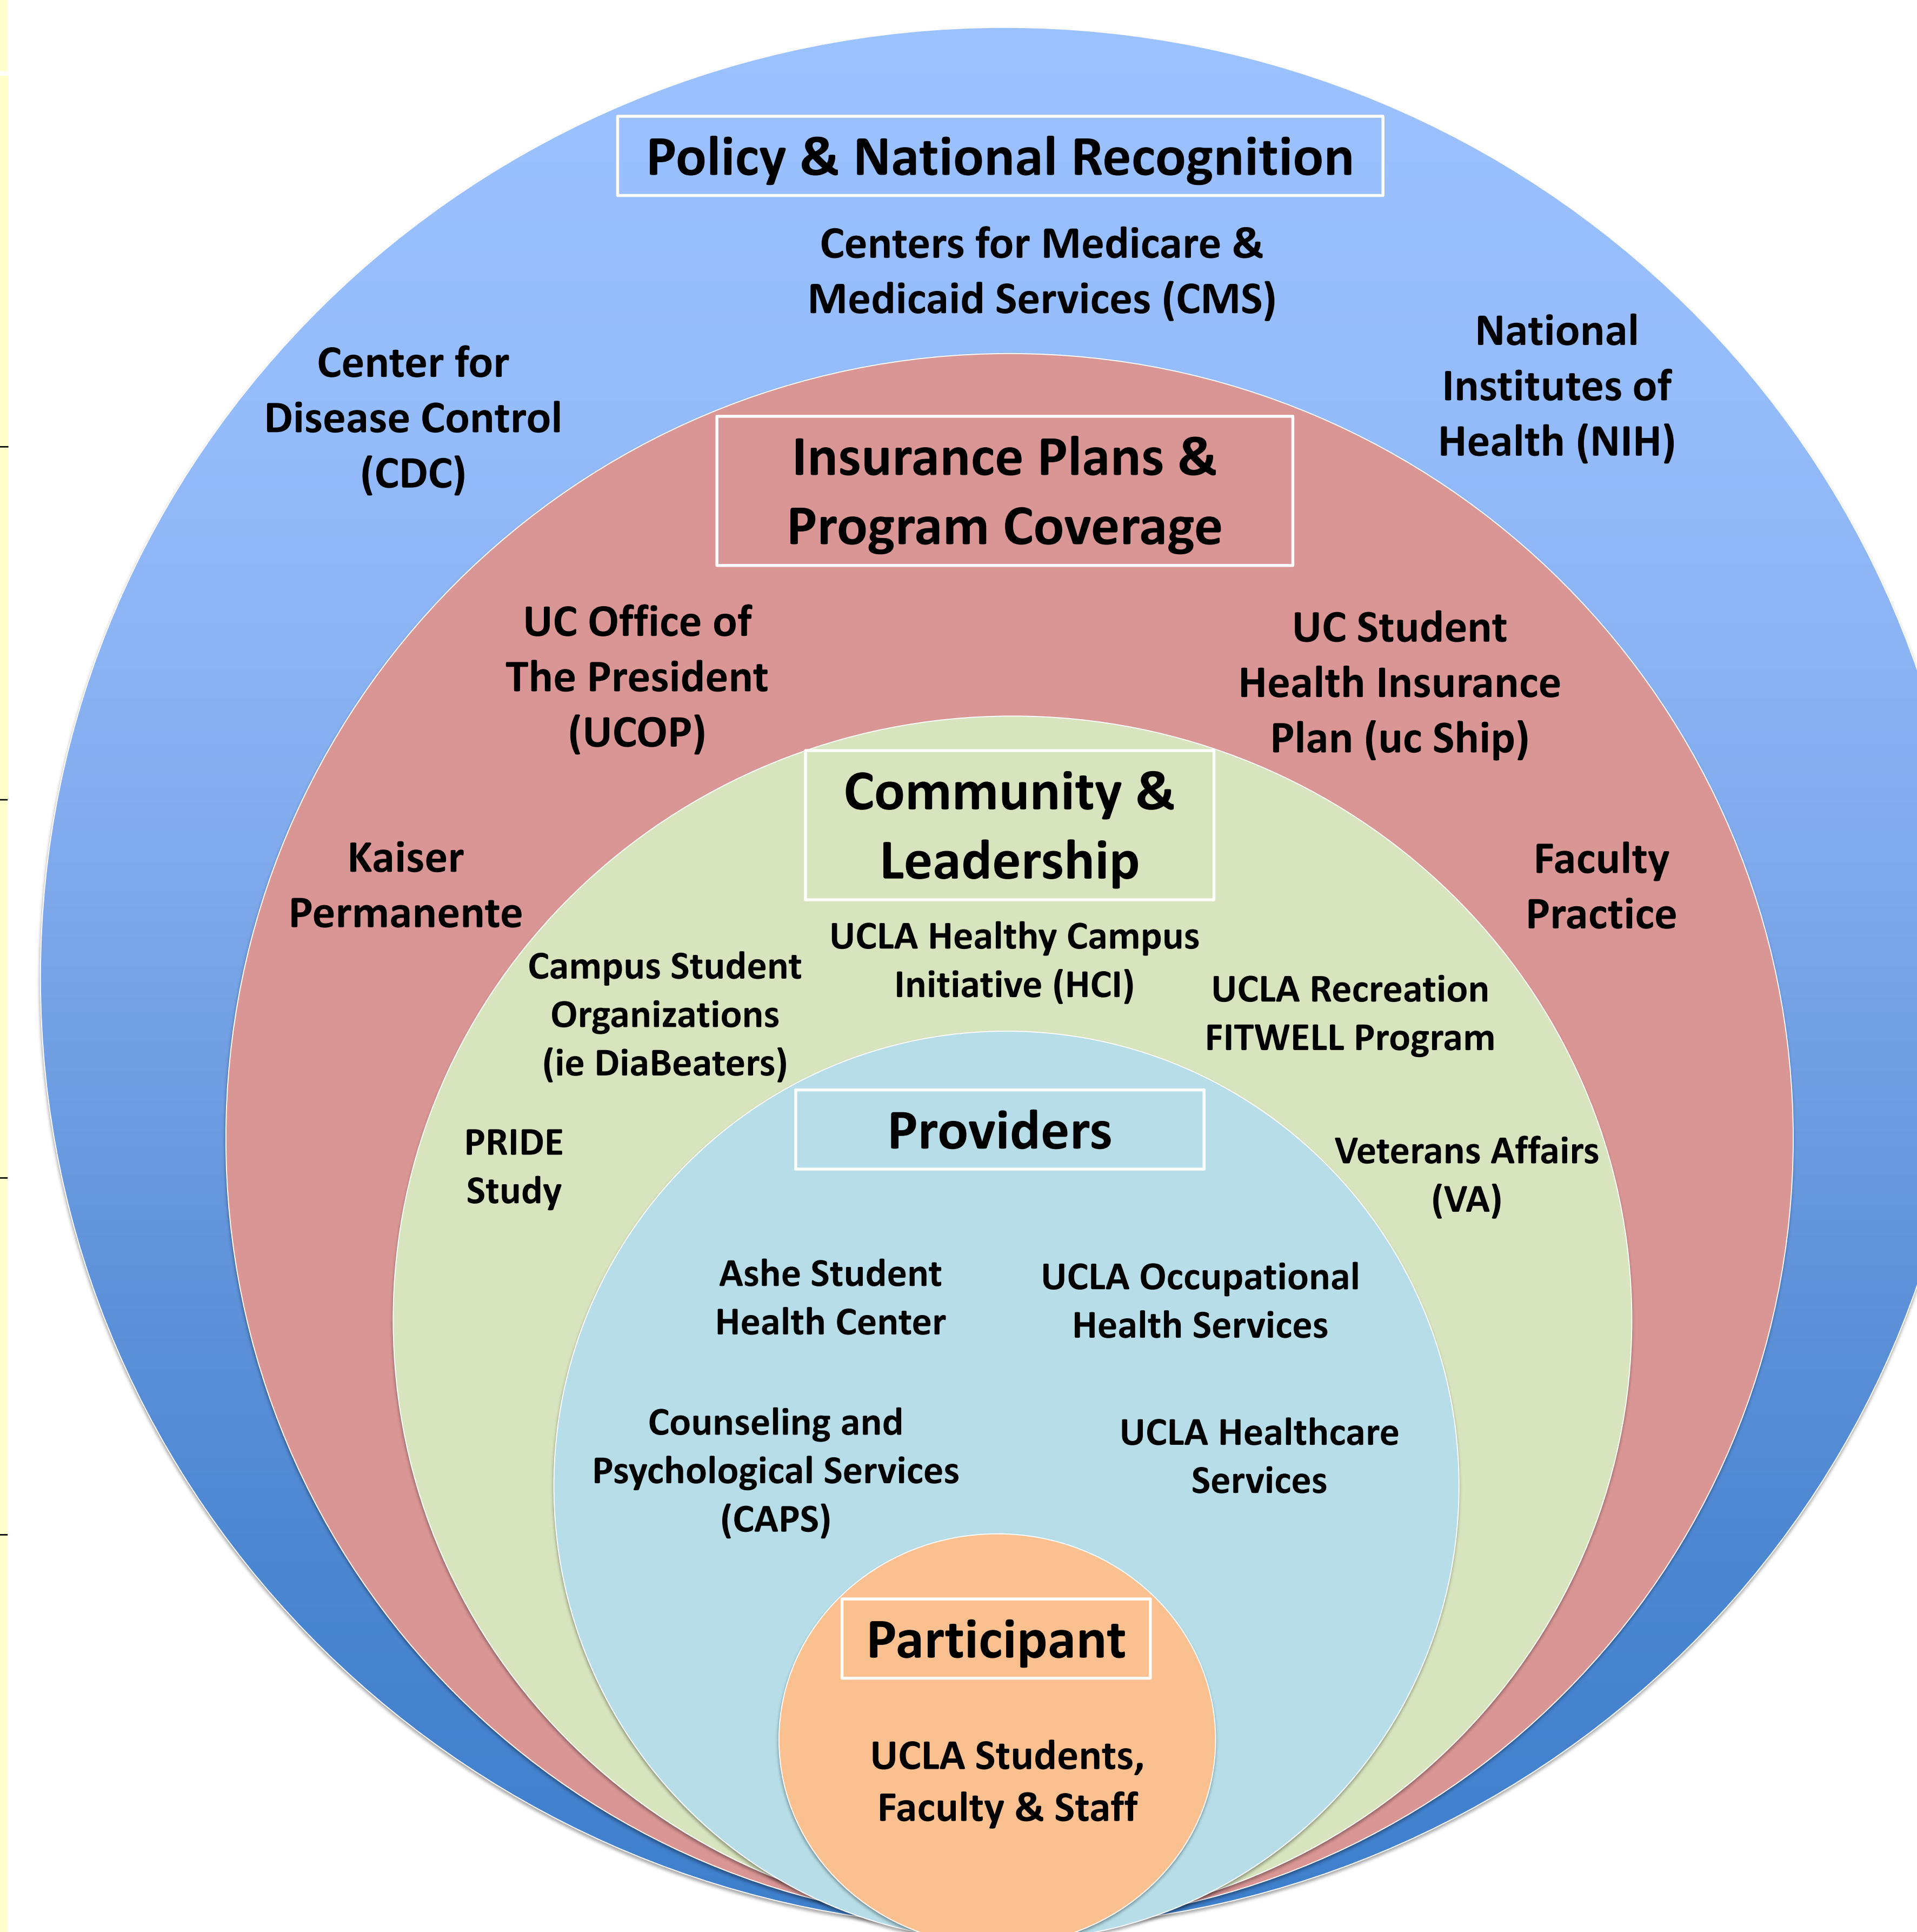 Policy & National Recognition
Centers for Medicare &
Medicaid Services (CMS)
Center for
Disease Control
(CDC)
National
Institutes of
Health (NIH)
Insurance Plans &
Program Coverage
UC Office of
The President
(UCOP)
UC Student
Health Insurance
Plan (uc Ship)
Kaiser
Permanente
Faculty
Practice
Community &
Leadership
UCLA Healthy Campus
Initiative (HCI)
Campus Student
Organizations
(ie DiaBeaters)
UCLA Recreation
FITWELL Program
PRIDE
Study
Veterans Affairs
(VA)
Providers
Ashe Student
Health Center
UCLA Occupational
Health Services
Counseling and
Psychological Services
(CAPS)
UCLA Healthcare
Services
Participant
UCLA Students,
Faculty & Staff